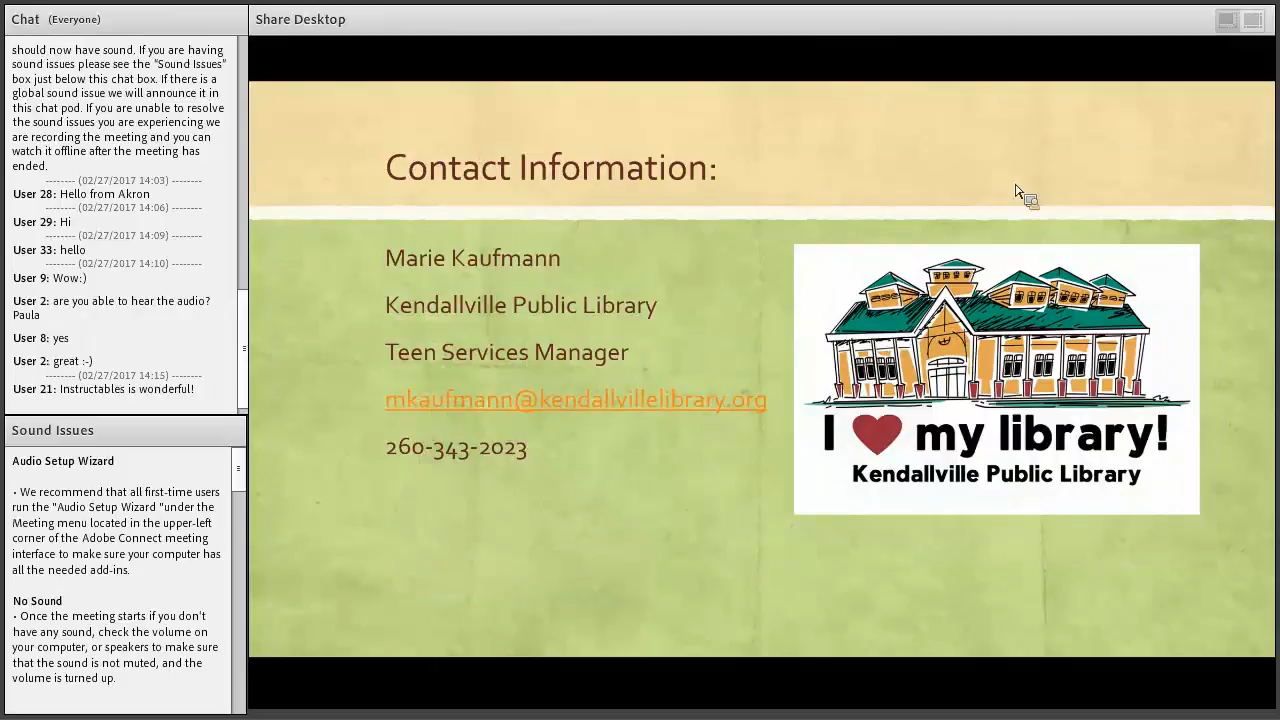 Chat (Everyone)
should now have sound. If you are having
sound issues please see the "Sound Issues"
box just below this chat box. If there is a
global sound issue we will announce it in
this chat pod. If you are unable to resolve
the sound issues you are experiencing we
are recording the meeting and you can
watch it offline after the meeting has
ended.
-------- (02/27/2017 14:03) --------
User 28: Hello from Akron
-------- (02/27/2017 14:06) --------
User 29: Hi
-------- (02/27/2017 14:09) --------
User 33: hello
-------- (02/27/2017 14:10) --------
User 9: Wow:)
User 2: are you able to hear the audio?
Paula
User 8: yes
User 2: great :-)
-------- (02/27/2017 14:15) --------
User 21: Instructables is wonderful!
Sound Issues
Audio Setup Wizard
• We recommend that all first-time users
run the "Audio Setup Wizard "under the
Meeting menu located in the upper-left
corner of the Adobe Connect meeting
interface to make sure your computer has
all the needed add-ins.
No Sound
• Once the meeting starts if you don't
have any sound, check the volume on
your computer, or speakers to make sure
that the sound is not muted, and the
volume is turned up.
Share Desktop
Contact Information:
Marie Kaufmann
Kendallville Public Library
Teen Services Manager
mkaufmann@kendallvillelibrary.org
260-343-2023
I my library!
Kendallville Public Library